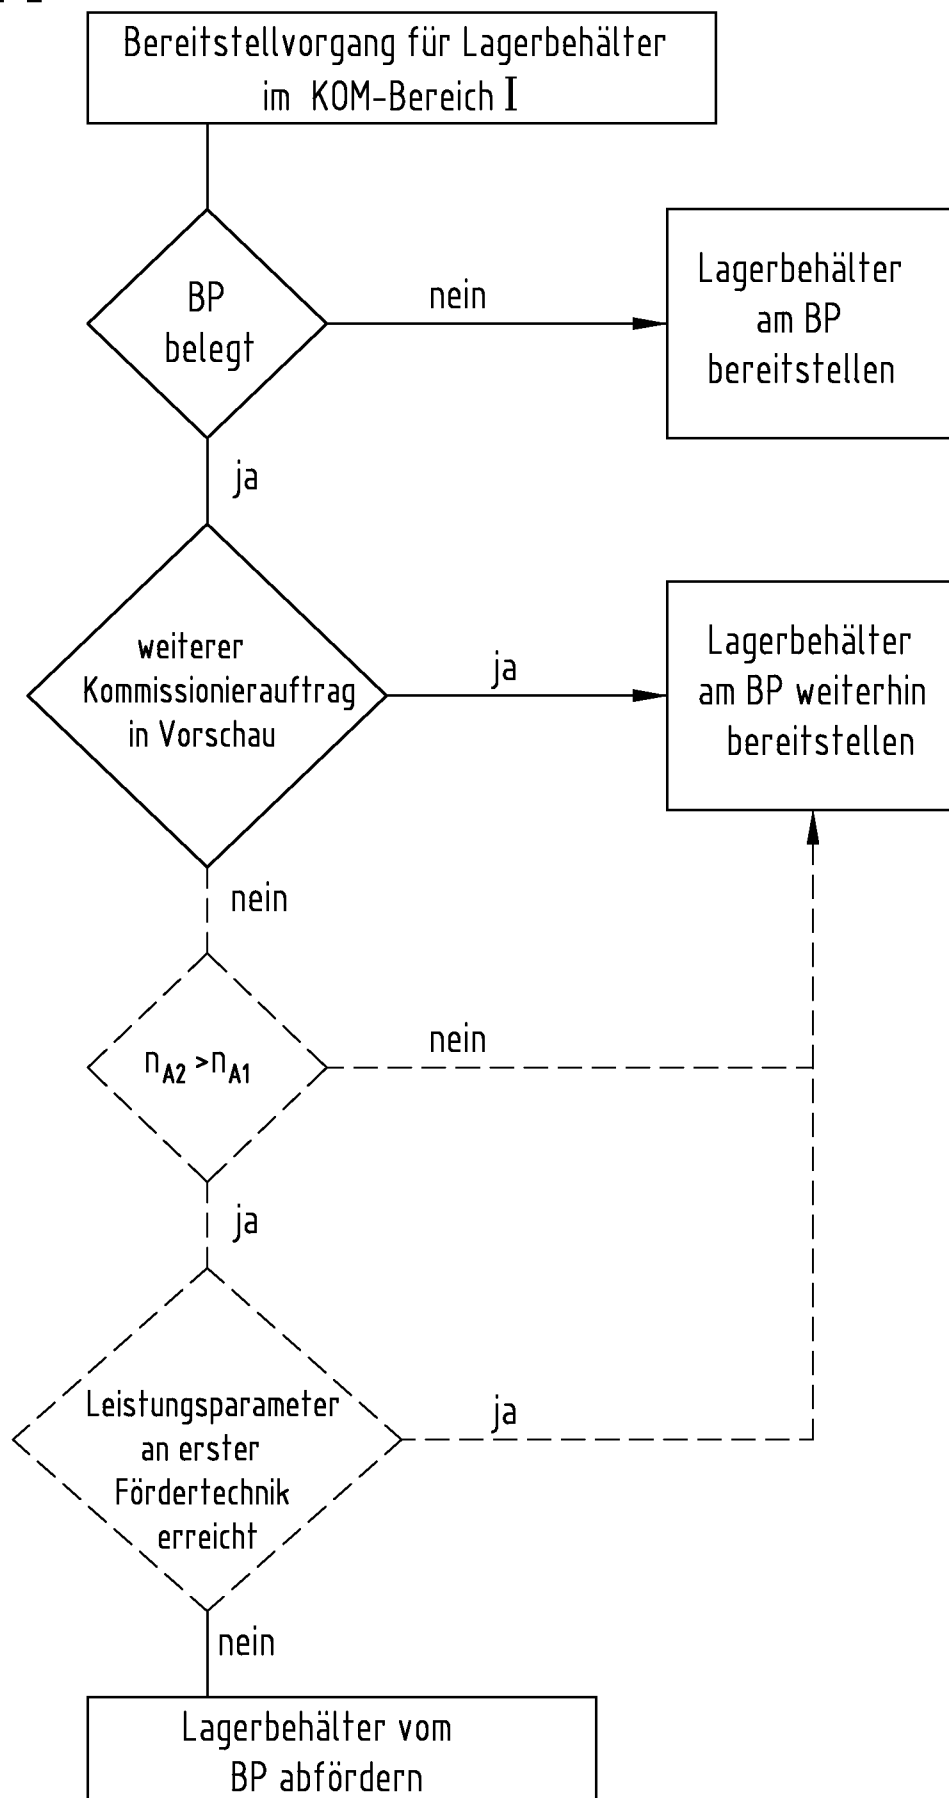 Bereitstellvorgang für Lagerbehälter
im KOM-Bereich I
BP
belegt
nein
Lagerbehälter
am BP
bereitstellen
ja
weiterer
Kommissionierauftrag
in Vorschau
ja
Lagerbehälter
am BP weiterhin
bereitstellen
nein
nA2 >nA1
nein
ja
Leistungsparameter
an erster
Fördertechnik
erreicht
ja
nein
Lagerbehälter vom
BP abfördern